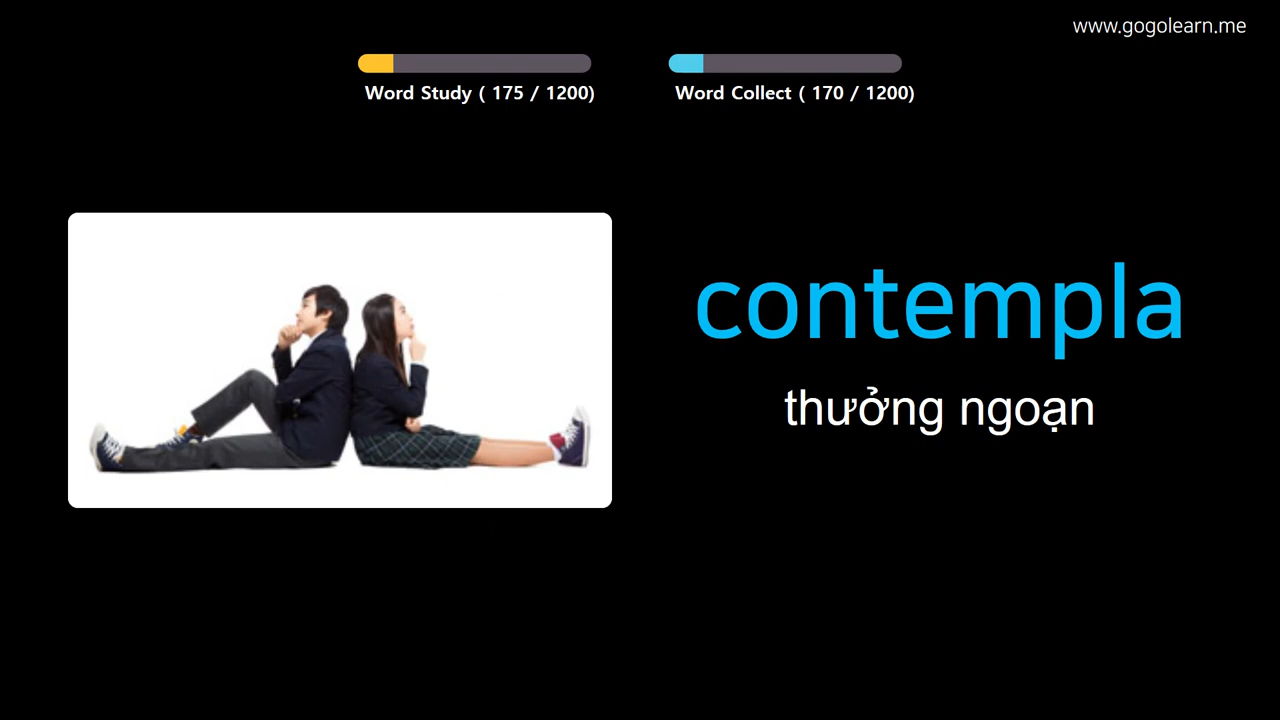 www.gogolearn.me
Word Study ( 175 / 1200)
Word Collect ( 170 / 1200)
contempla
thưởng ngoạn